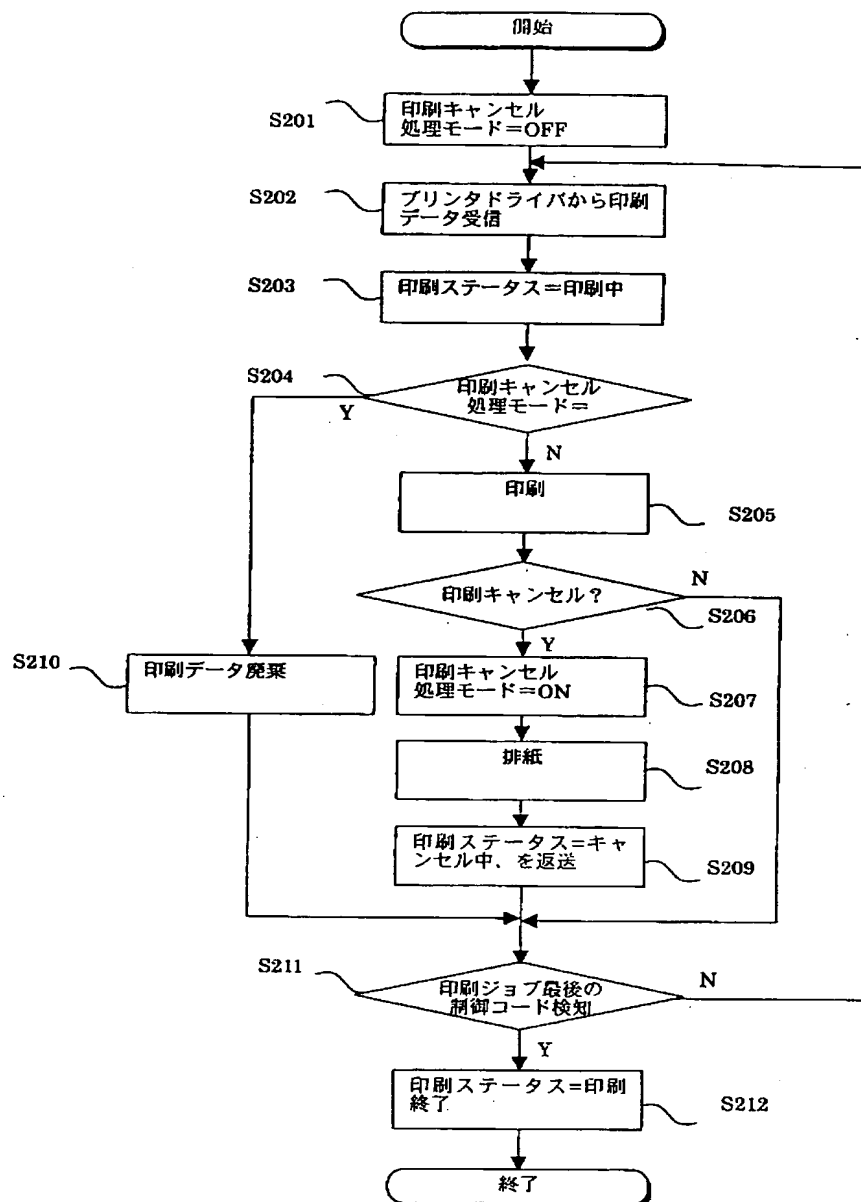 開始
S201
印刷キャンセル
処理モード=OFF
S202
プリンタドライバから印刷
データ受信
S203
印刷ステータス=印刷中
S204
印刷キャンセル
処理モード=
Y
N
印刷
S205
印刷キャンセル?
N
S206
Y
S210
印刷データ廃棄
印刷キャンセル
処理モード=ON
S207
排紙
S208
印刷ステータス=キャ
ンセル中、を返送
S209
S211
印刷ジョブ最後の
制御コード検知
N
Y
印刷ステータス=印刷
終了
S212
終了